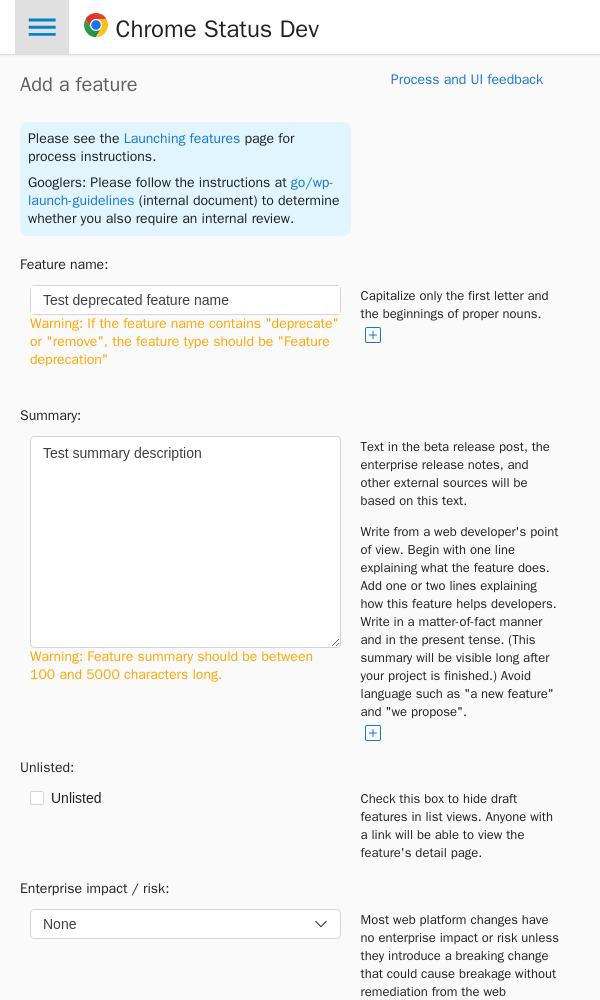 Chrome Status Dev
Add a feature
Process and UI feedback
Please see the Launching features page for
process instructions.
Googlers: Please follow the instructions at go/wp-
launch-guidelines (internal document) to determine
whether you also require an internal review.
Feature name:
Test deprecated feature name
Warning: If the feature name contains "deprecate"
or "remove", the feature type should be "Feature
deprecation"
Capitalize only the first letter and
the beginnings of proper nouns.
Summary:
Test summary description
Warning: Feature summary should be between
100 and 5000 characters long.
Text in the beta release post, the
enterprise release notes, and
other external sources will be
based on this text.
Write from a web developer's point
of view. Begin with one line
explaining what the feature does.
Add one or two lines explaining
how this feature helps developers.
Write in a matter-of-fact manner
and in the present tense. (This
summary will be visible long after
your project is finished.) Avoid
language such as "a new feature"
and "we propose".
Unlisted:
Unlisted
Check this box to hide draft
features in list views. Anyone with
a link will be able to view the
feature's detail page.
Enterprise impact / risk:
None
Most web platform changes have
no enterprise impact or risk unless
they introduce a breaking change
that could cause breakage without
remediation from the web